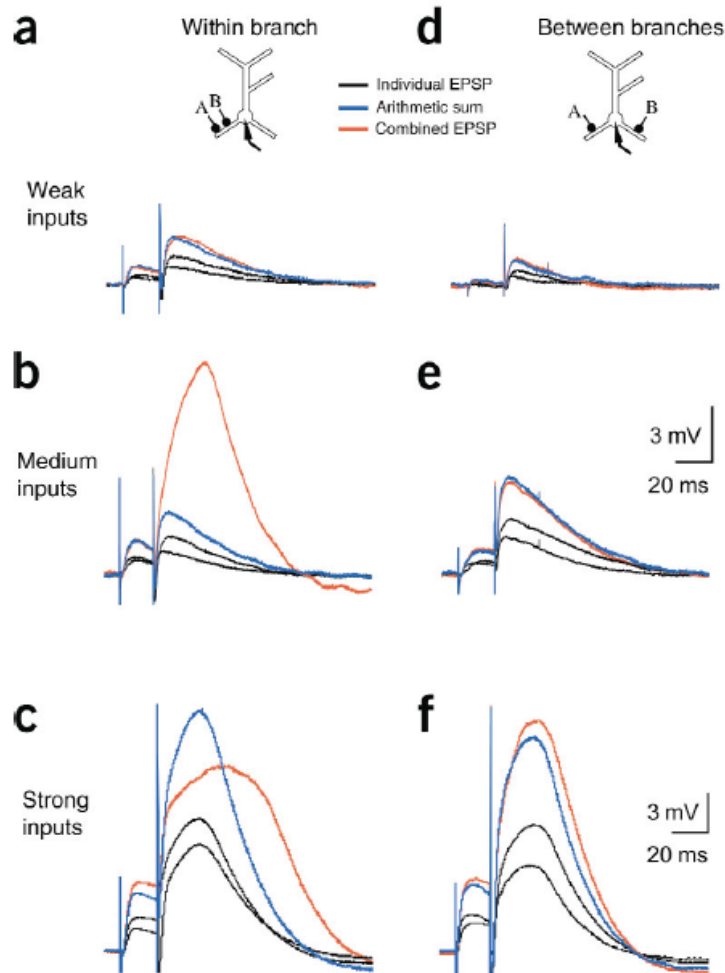 a
Within branch
d
Between branches
A
B
Individual EPSP
Arithmetic sum
Combined EPSP
A
B
Weak
inputs
b
e
Medium
inputs
3 mV
20 ms
c
f
Strong
inputs
3 mV
20 ms